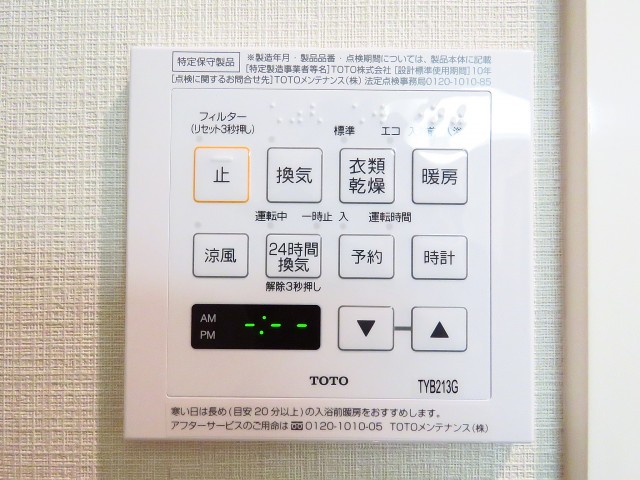 特定保守製品 ※製造年月・製品品番・点検期間については、製品本体に記載
[特定製造事業者等名]TOTO株式会社 [設計標準使用期間]10年
[点検に関するお問合せ先]TOTOメンテナンス(株) 法定点検事務局0120-1010-85
フィルター
(リセット3秒押し)
標準 エコ
止 換気 衣類乾燥 暖房
運転中 一時止 入 運転時間
涼風 24時間換気 予約 時計
解除3秒押し
AM
PM
-:- -
▼ ▲
TOTO
TYB213G
寒い日は長め(目安20分以上)の入浴前暖房をおすすめします。
アフターサービスのご用命は 0120-1010-05 TOTOメンテナンス(株)